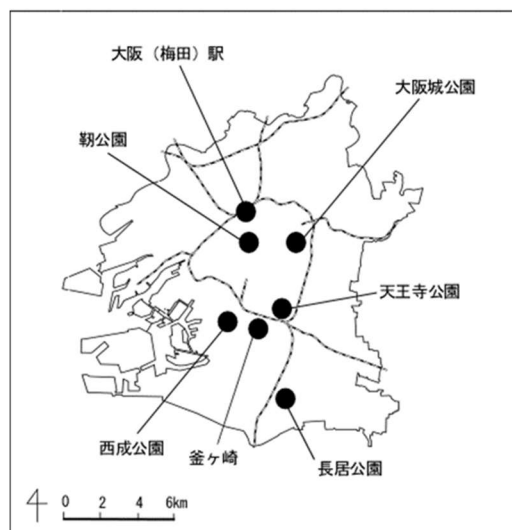 大阪（梅田）駅
大阪城公園
靭公園
天王寺公園
西成公園
釜ヶ崎
長居公園
0 2 4 6km